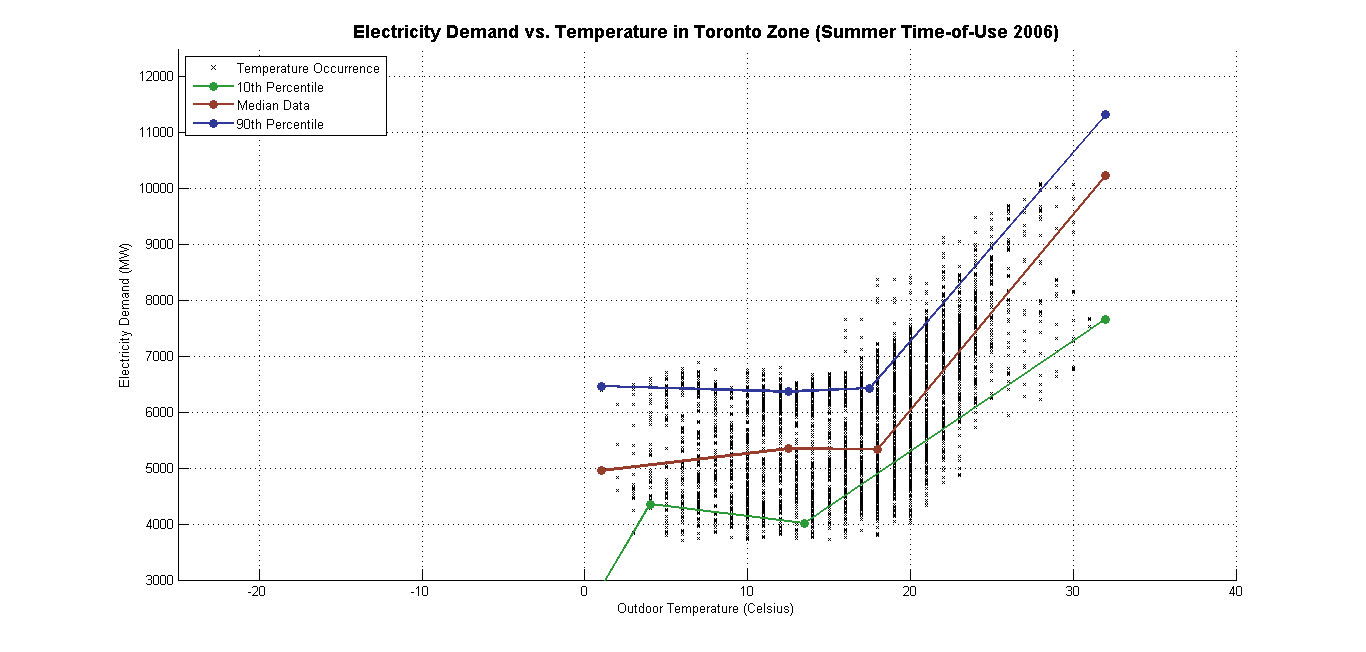 Electricity Demand vs. Temperature in Toronto Zone (Summer Time-of-Use 2006)
Temperature Occurrence
10th Percentile
Median Data
90th Percentile
12000
11000
10000
9000
8000
7000
6000
5000
4000
3000
Electricity Demand (MW)
-20
-10
0
10
20
30
40
Outdoor Temperature (Celsius)